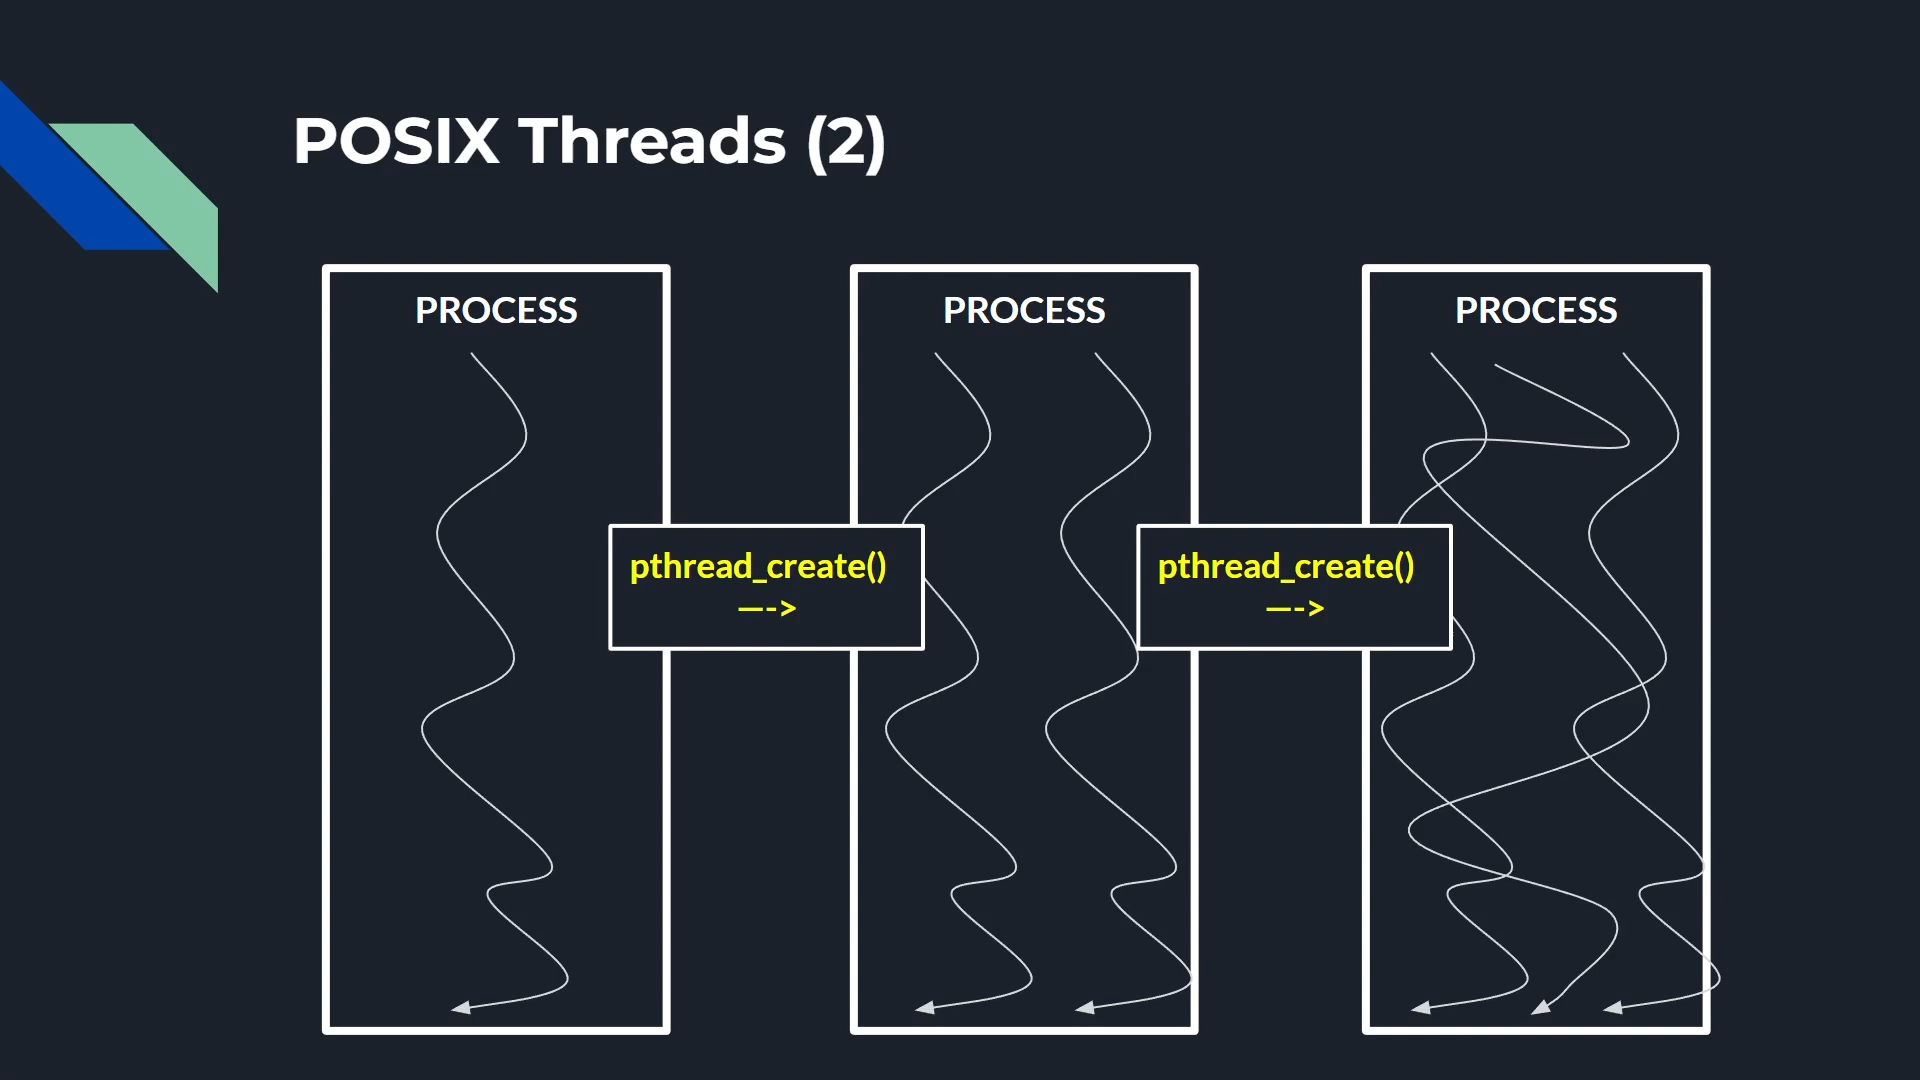 POSIX Threads (2)
PROCESS
PROCESS
PROCESS
pthread_create()
—->
pthread_create()
—->